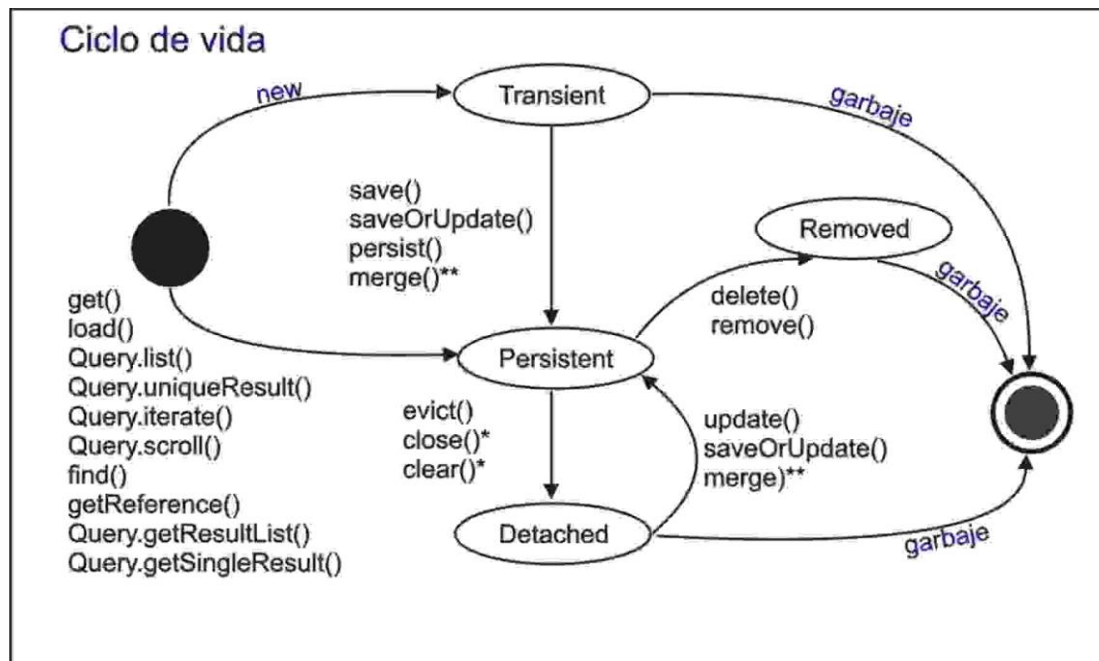 Ciclo de vida
new
Transient
garbaje
save()
saveOrUpdate()
persist()
merge()**
Removed
garbaje
delete()
remove()
get()
load()
Query.list()
Query.uniqueResult()
Query.iterate()
Query.scroll()
find()
getReference()
Query.getResultList()
Query.getSingleResult()
Persistent
evict()
close()*
clear()*
update()
saveOrUpdate()
merge)**
Detached
garbaje